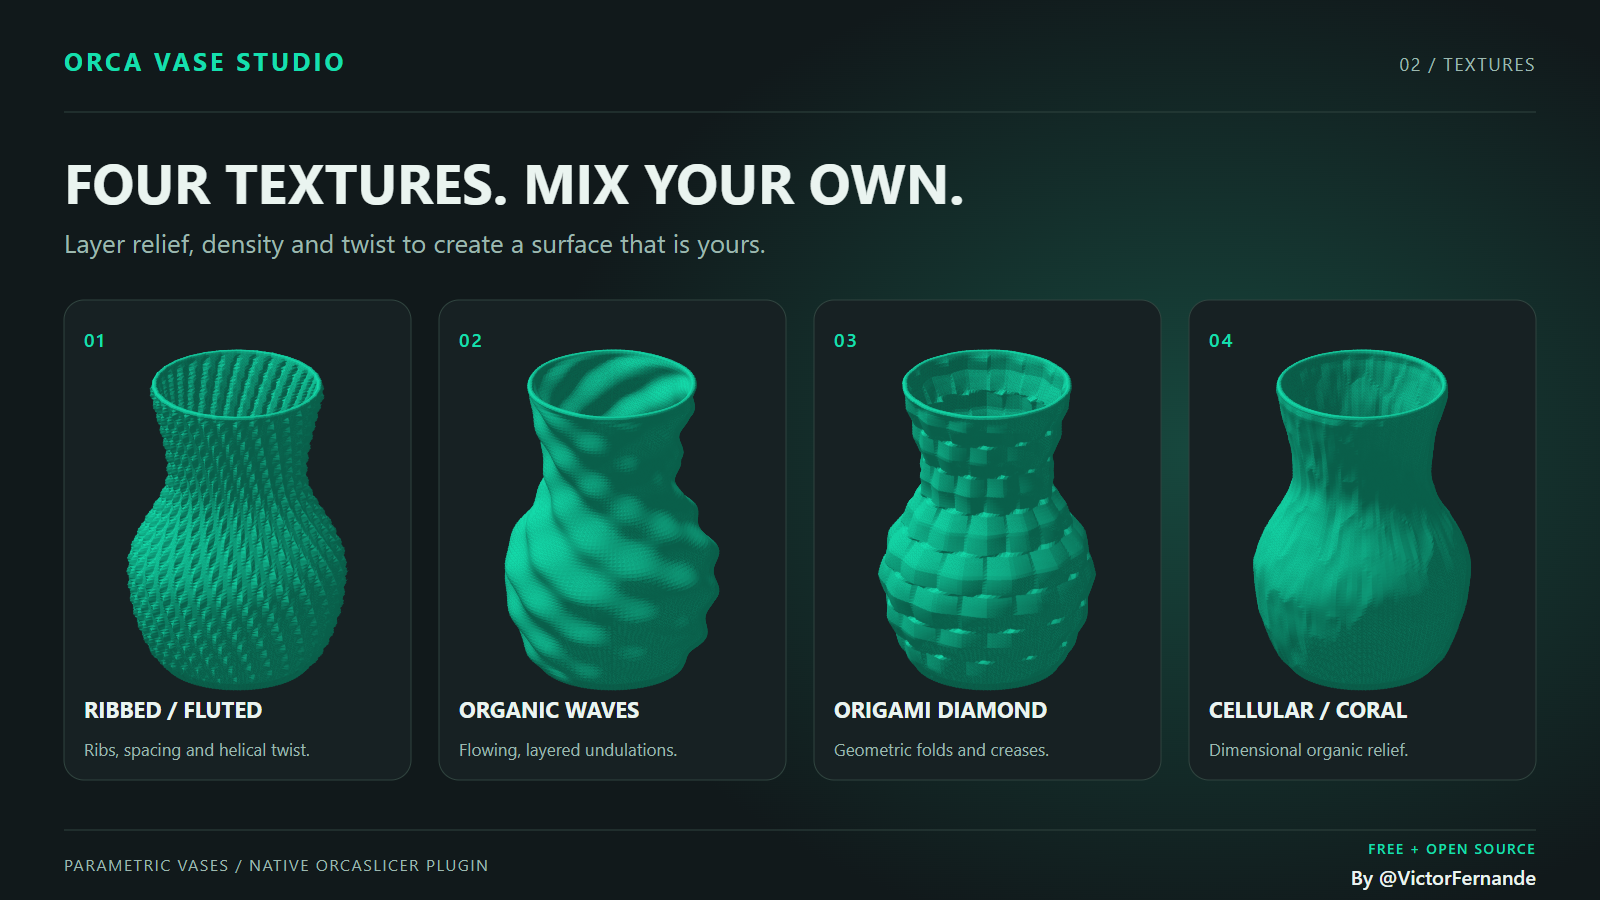 ORCA VASE STUDIO
02 / TEXTURES
FOUR TEXTURES. MIX YOUR OWN.
Layer relief, density and twist to create a surface that is yours.
01
RIBBED / FLUTED
Ribs, spacing and helical twist.
02
ORGANIC WAVES
Flowing, layered undulations.
03
ORIGAMI DIAMOND
Geometric folds and creases.
04
CELLULAR / CORAL
Dimensional organic relief.
PARAMETRIC VASES / NATIVE ORCASLICER PLUGIN
FREE + OPEN SOURCE
By @VictorFernande